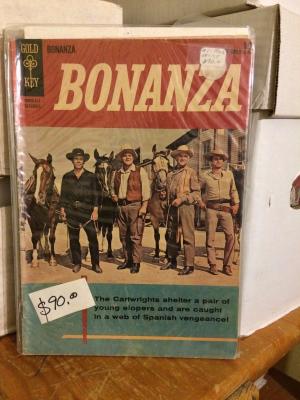 GOLD
KEY
BONANZA
BONANZA
The Cartwrights shelter a pair of
young elopers and are caught
in a web of Spanish vengeance!
$90.00